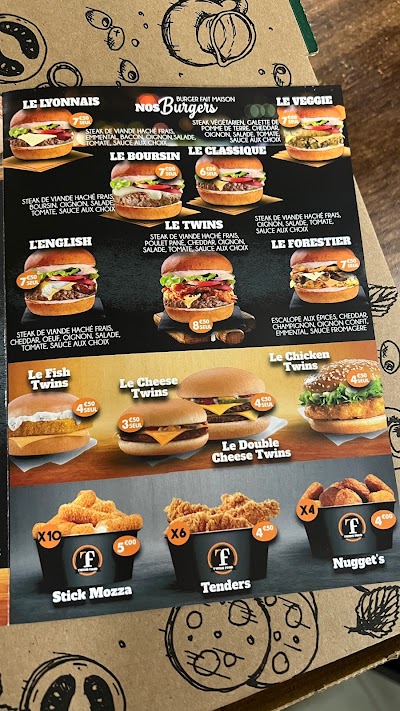 LE LYONNAIS
7€50
SEUL
STEAK DE VIANDE HACHÉ FRAIS,
EMMENTAL, BACON, OIGNON, SALADE,
TOMATE, SAUCE AUX CHOIX
BURGER FAIT MAISON
NOS Burgers
LE VEGGIE
7€50
SEUL
STEAK VÉGÉTARIEN, GALETTE DE
POMME DE TERRE, CHEDDAR,
OIGNON, SALADE, TOMATE,
SAUCE AUX CHOIX
LE BOURSIN
7€50
SEUL
STEAK DE VIANDE HACHÉ FRAIS,
BOURSIN, OIGNON, SALADE,
TOMATE, SAUCE AUX CHOIX
LE CLASSIQUE
6€50
SEUL
STEAK DE VIANDE HACHÉ FRAIS,
CHEDDAR, OIGNON, SALADE,
TOMATE, SAUCE AUX CHOIX
LE TWINS
STEAK DE VIANDE HACHÉ FRAIS,
POULET PANÉ, CHEDDAR, OIGNON,
SALADE, TOMATE, SAUCE AUX CHOIX
8€50
SEUL
L'ENGLISH
7€50
SEUL
STEAK DE VIANDE HACHÉ FRAIS,
CHEDDAR, OEUF, OIGNON, SALADE,
TOMATE, SAUCE AUX CHOIX
LE FORESTIER
7€50
SEUL
ESCALOPE AUX ÉPICES, CHEDDAR,
CHAMPIGNON, OIGNON CONFIT,
EMMENTAL, SAUCE FROMAGÈRE
Le Fish
Twins
4€50
SEUL
Le Cheese
Twins
3€50
SEUL
4€50
SEUL
Le Double
Cheese Twins
Le Chicken
Twins
4€50
SEUL
X10
5€00
Stick Mozza
X6
4€50
Tenders
X4
4€00
Nugget's